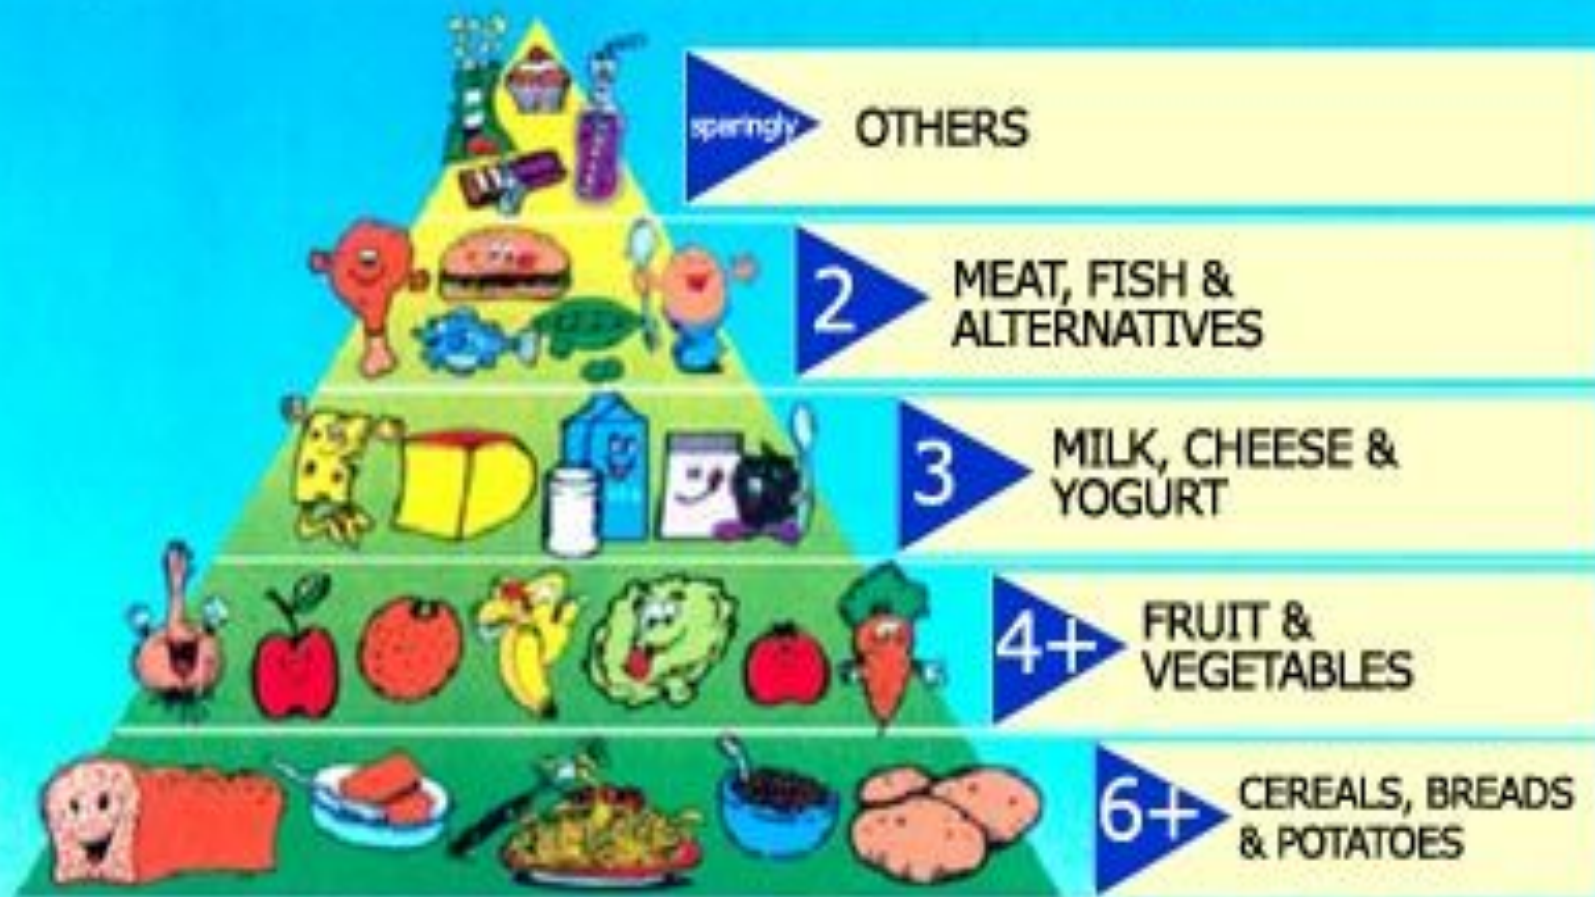 sparingly
OTHERS
2
MEAT, FISH &
ALTERNATIVES
3
MILK, CHEESE &
YOGURT
4+
FRUIT &
VEGETABLES
6+
CEREALS, BREADS
& POTATOES